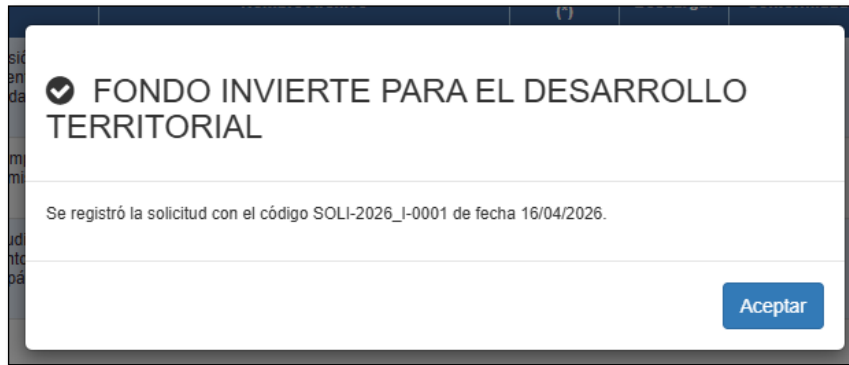 (*)
FONDO INVIERTE PARA EL DESARROLLO
TERRITORIAL
Se registró la solicitud con el código SOLI-2026_I-0001 de fecha 16/04/2026.
Aceptar